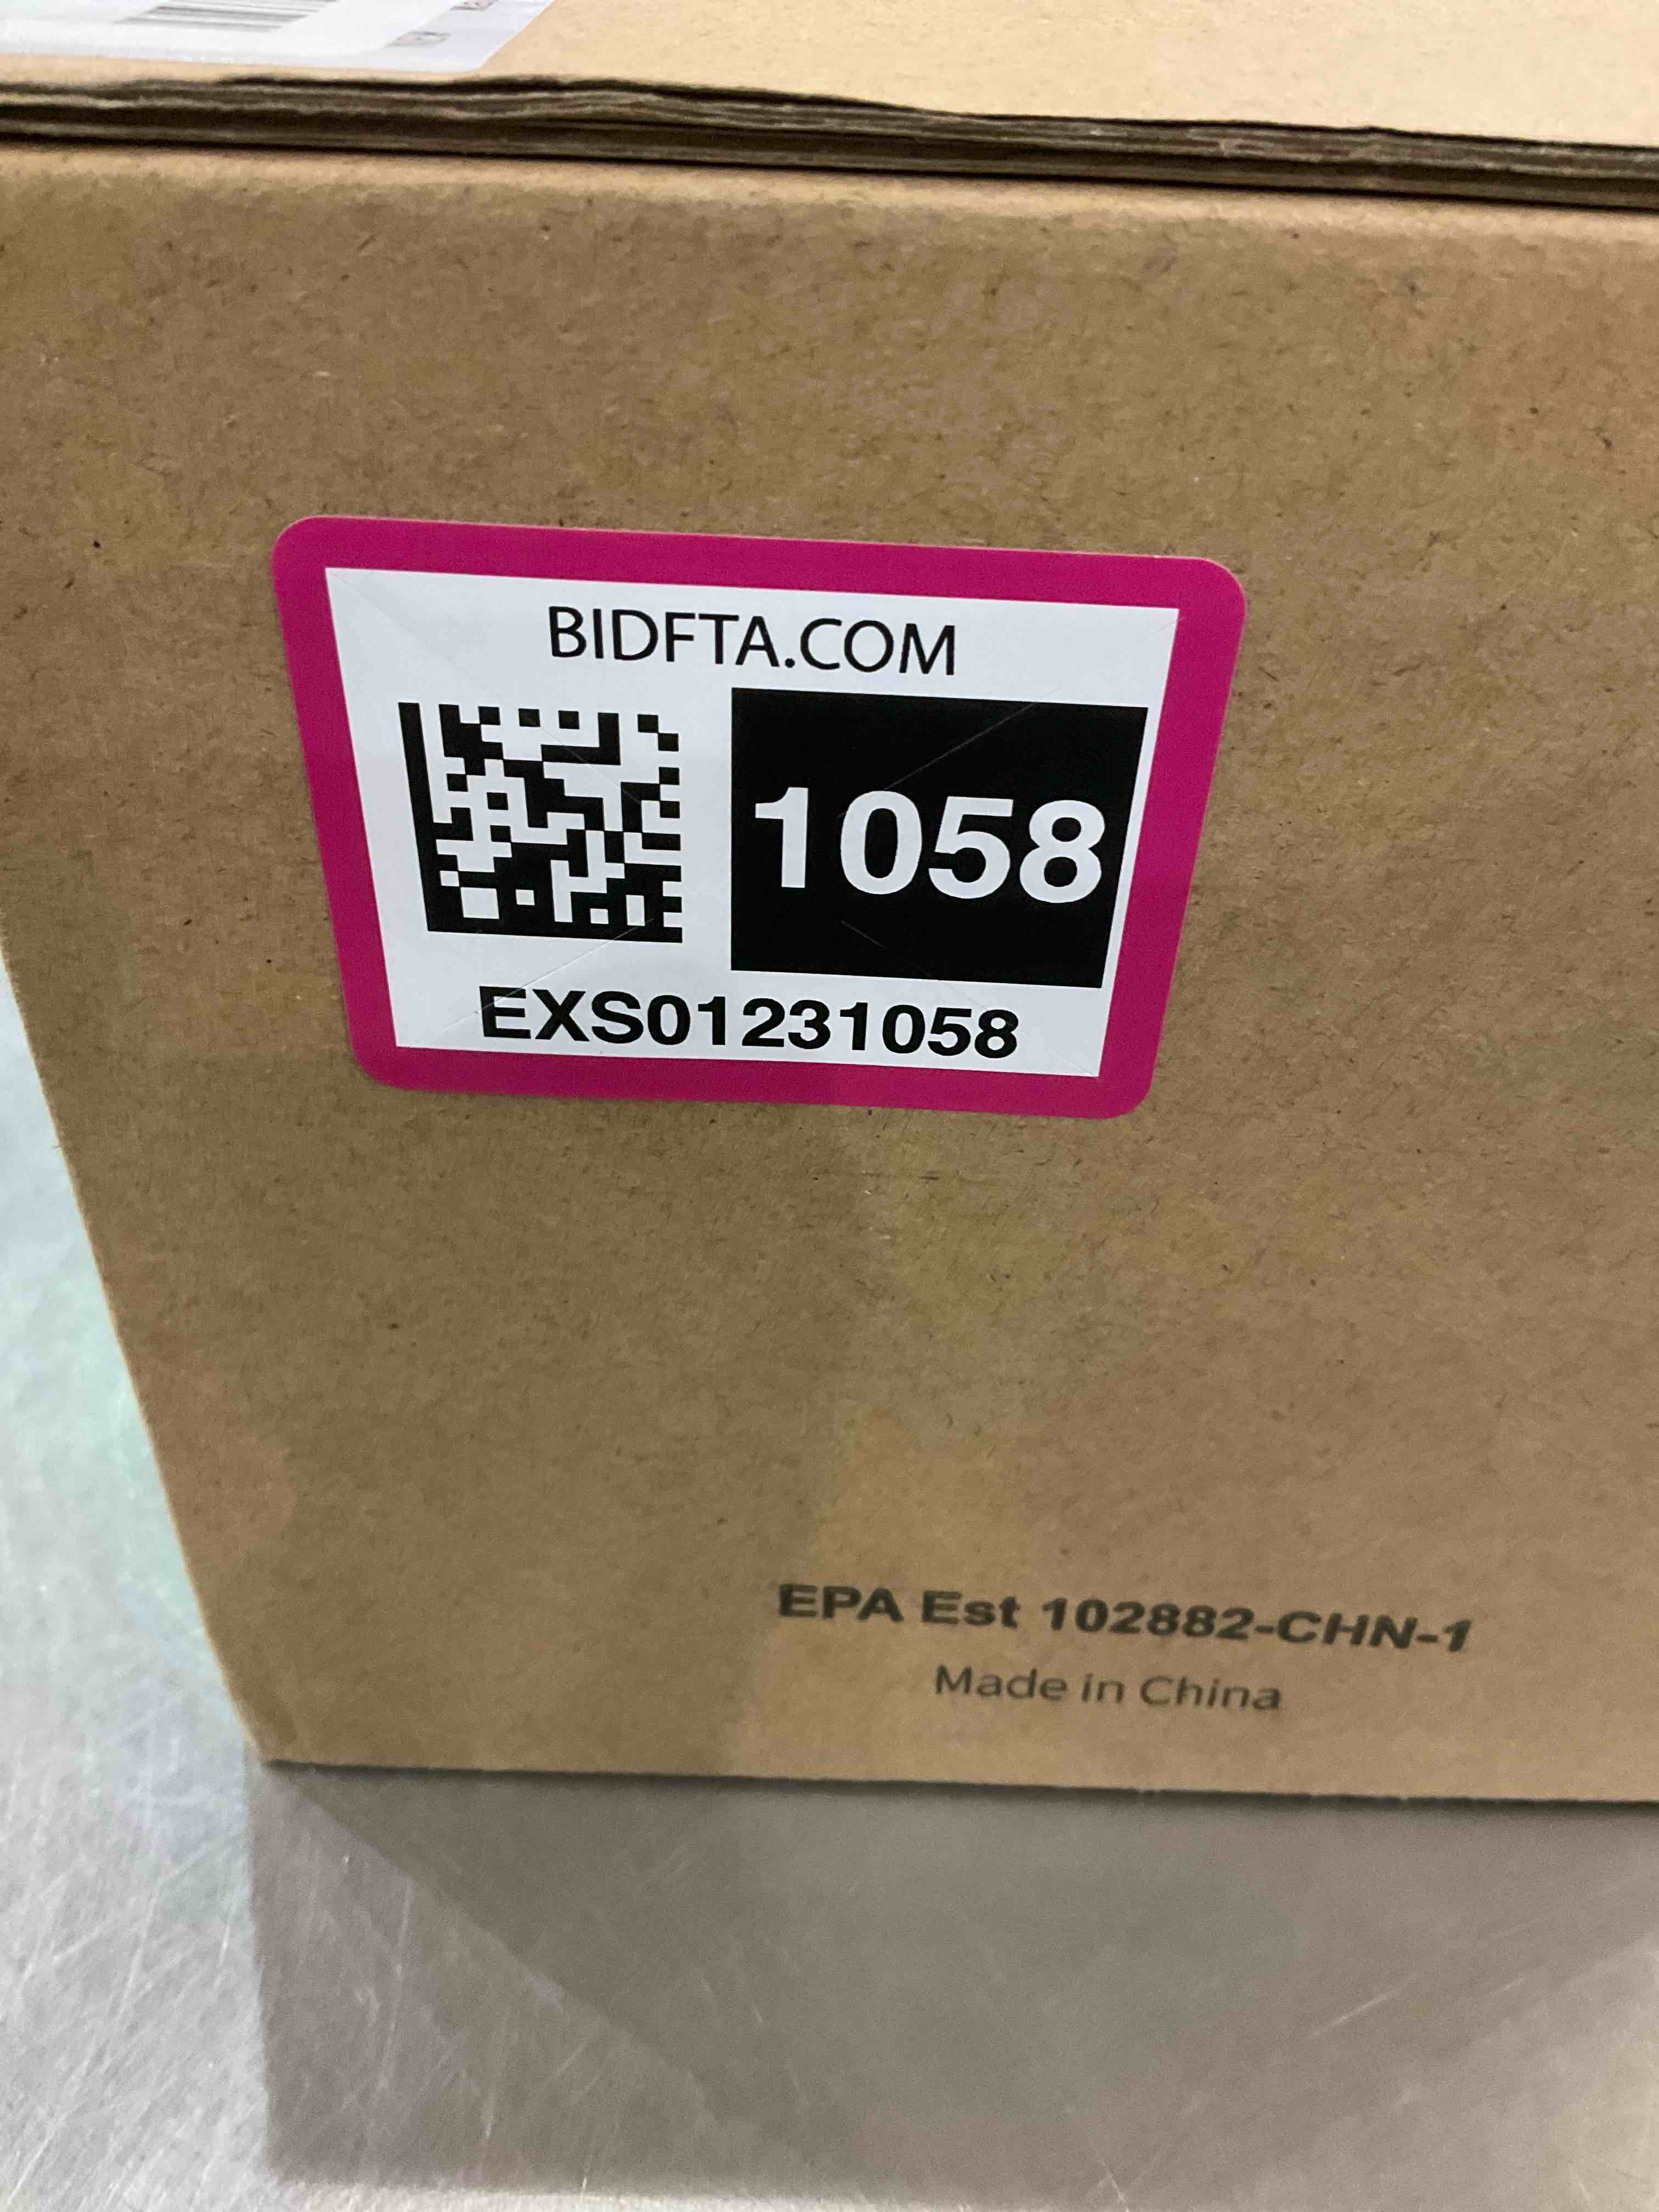 BIDFTA.COM
1058
EXS01231058
EPA Est 102882-CHN-1
Made in China